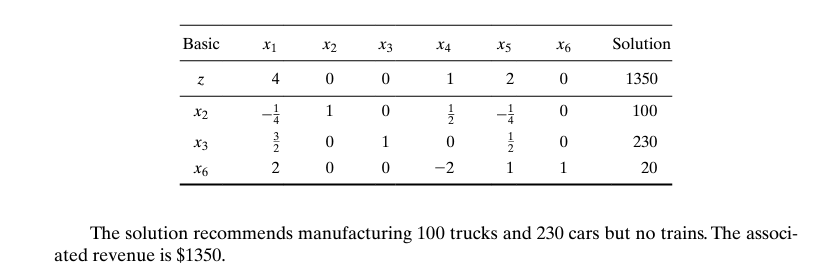 Basic x1 x2 x3 x4 x5 x6 Solution
z 4 0 0 1 2 0 1350
x2 −1/4 1 0 1/2 −1/4 0 100
x3 3/2 0 1 0 1/2 0 230
x6 2 0 0 −2 1 1 20
The solution recommends manufacturing 100 trucks and 230 cars but no trains. The associ-
ated revenue is $1350.